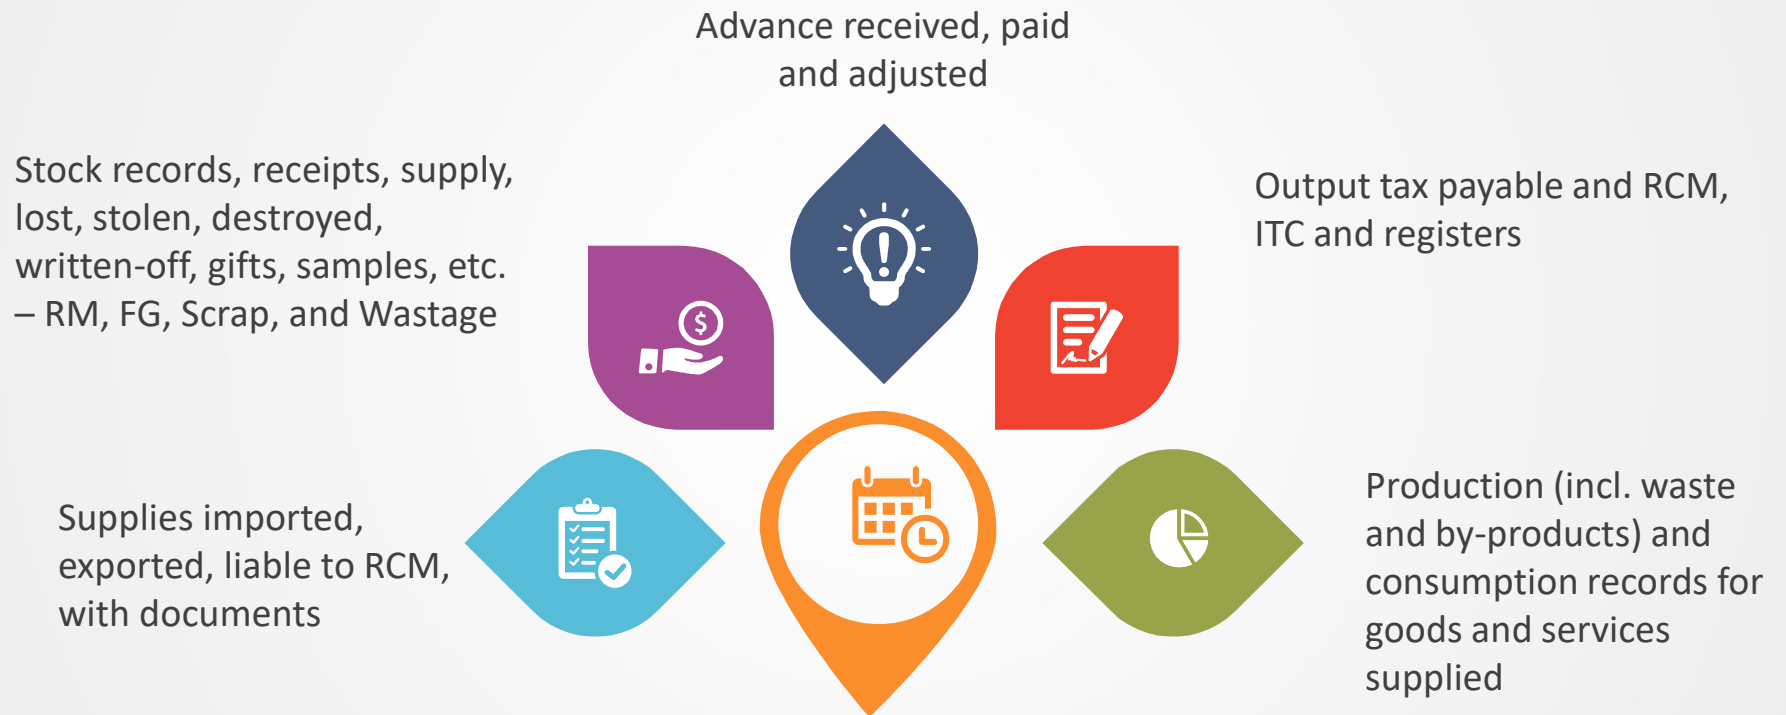 Advance received, paid
and adjusted
Stock records, receipts, supply,
lost, stolen, destroyed,
written-off, gifts, samples, etc.
– RM, FG, Scrap, and Wastage
Output tax payable and RCM,
ITC and registers
Supplies imported,
exported, liable to RCM,
with documents
Production (incl. waste
and by-products) and
consumption records for
goods and services
supplied